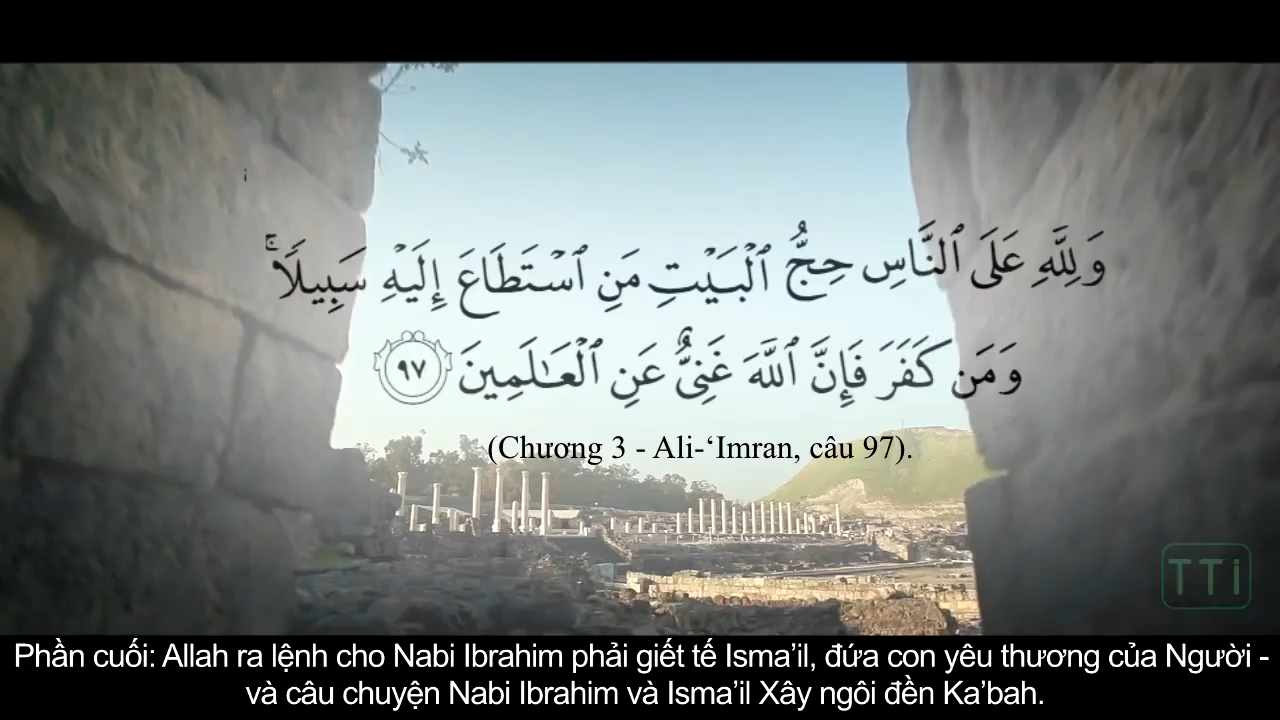 وَلِلَّهِ عَلَى ٱلنَّاسِ حِجُّ ٱلْبَيْتِ مَنِ ٱسْتَطَاعَ إِلَيْهِ سَبِيلًاۚ
وَمَن كَفَرَ فَإِنَّ ٱللَّهَ غَنِىٌّ عَنِ ٱلْعَـٰلَمِينَ ٩٧
(Chương 3 - Ali-‘Imran, câu 97).
TTi
Phần cuối: Allah ra lệnh cho Nabi Ibrahim phải giết tế Isma’il, đứa con yêu thương của Người -
và câu chuyện Nabi Ibrahim và Isma’il Xây ngôi đền Ka’bah.